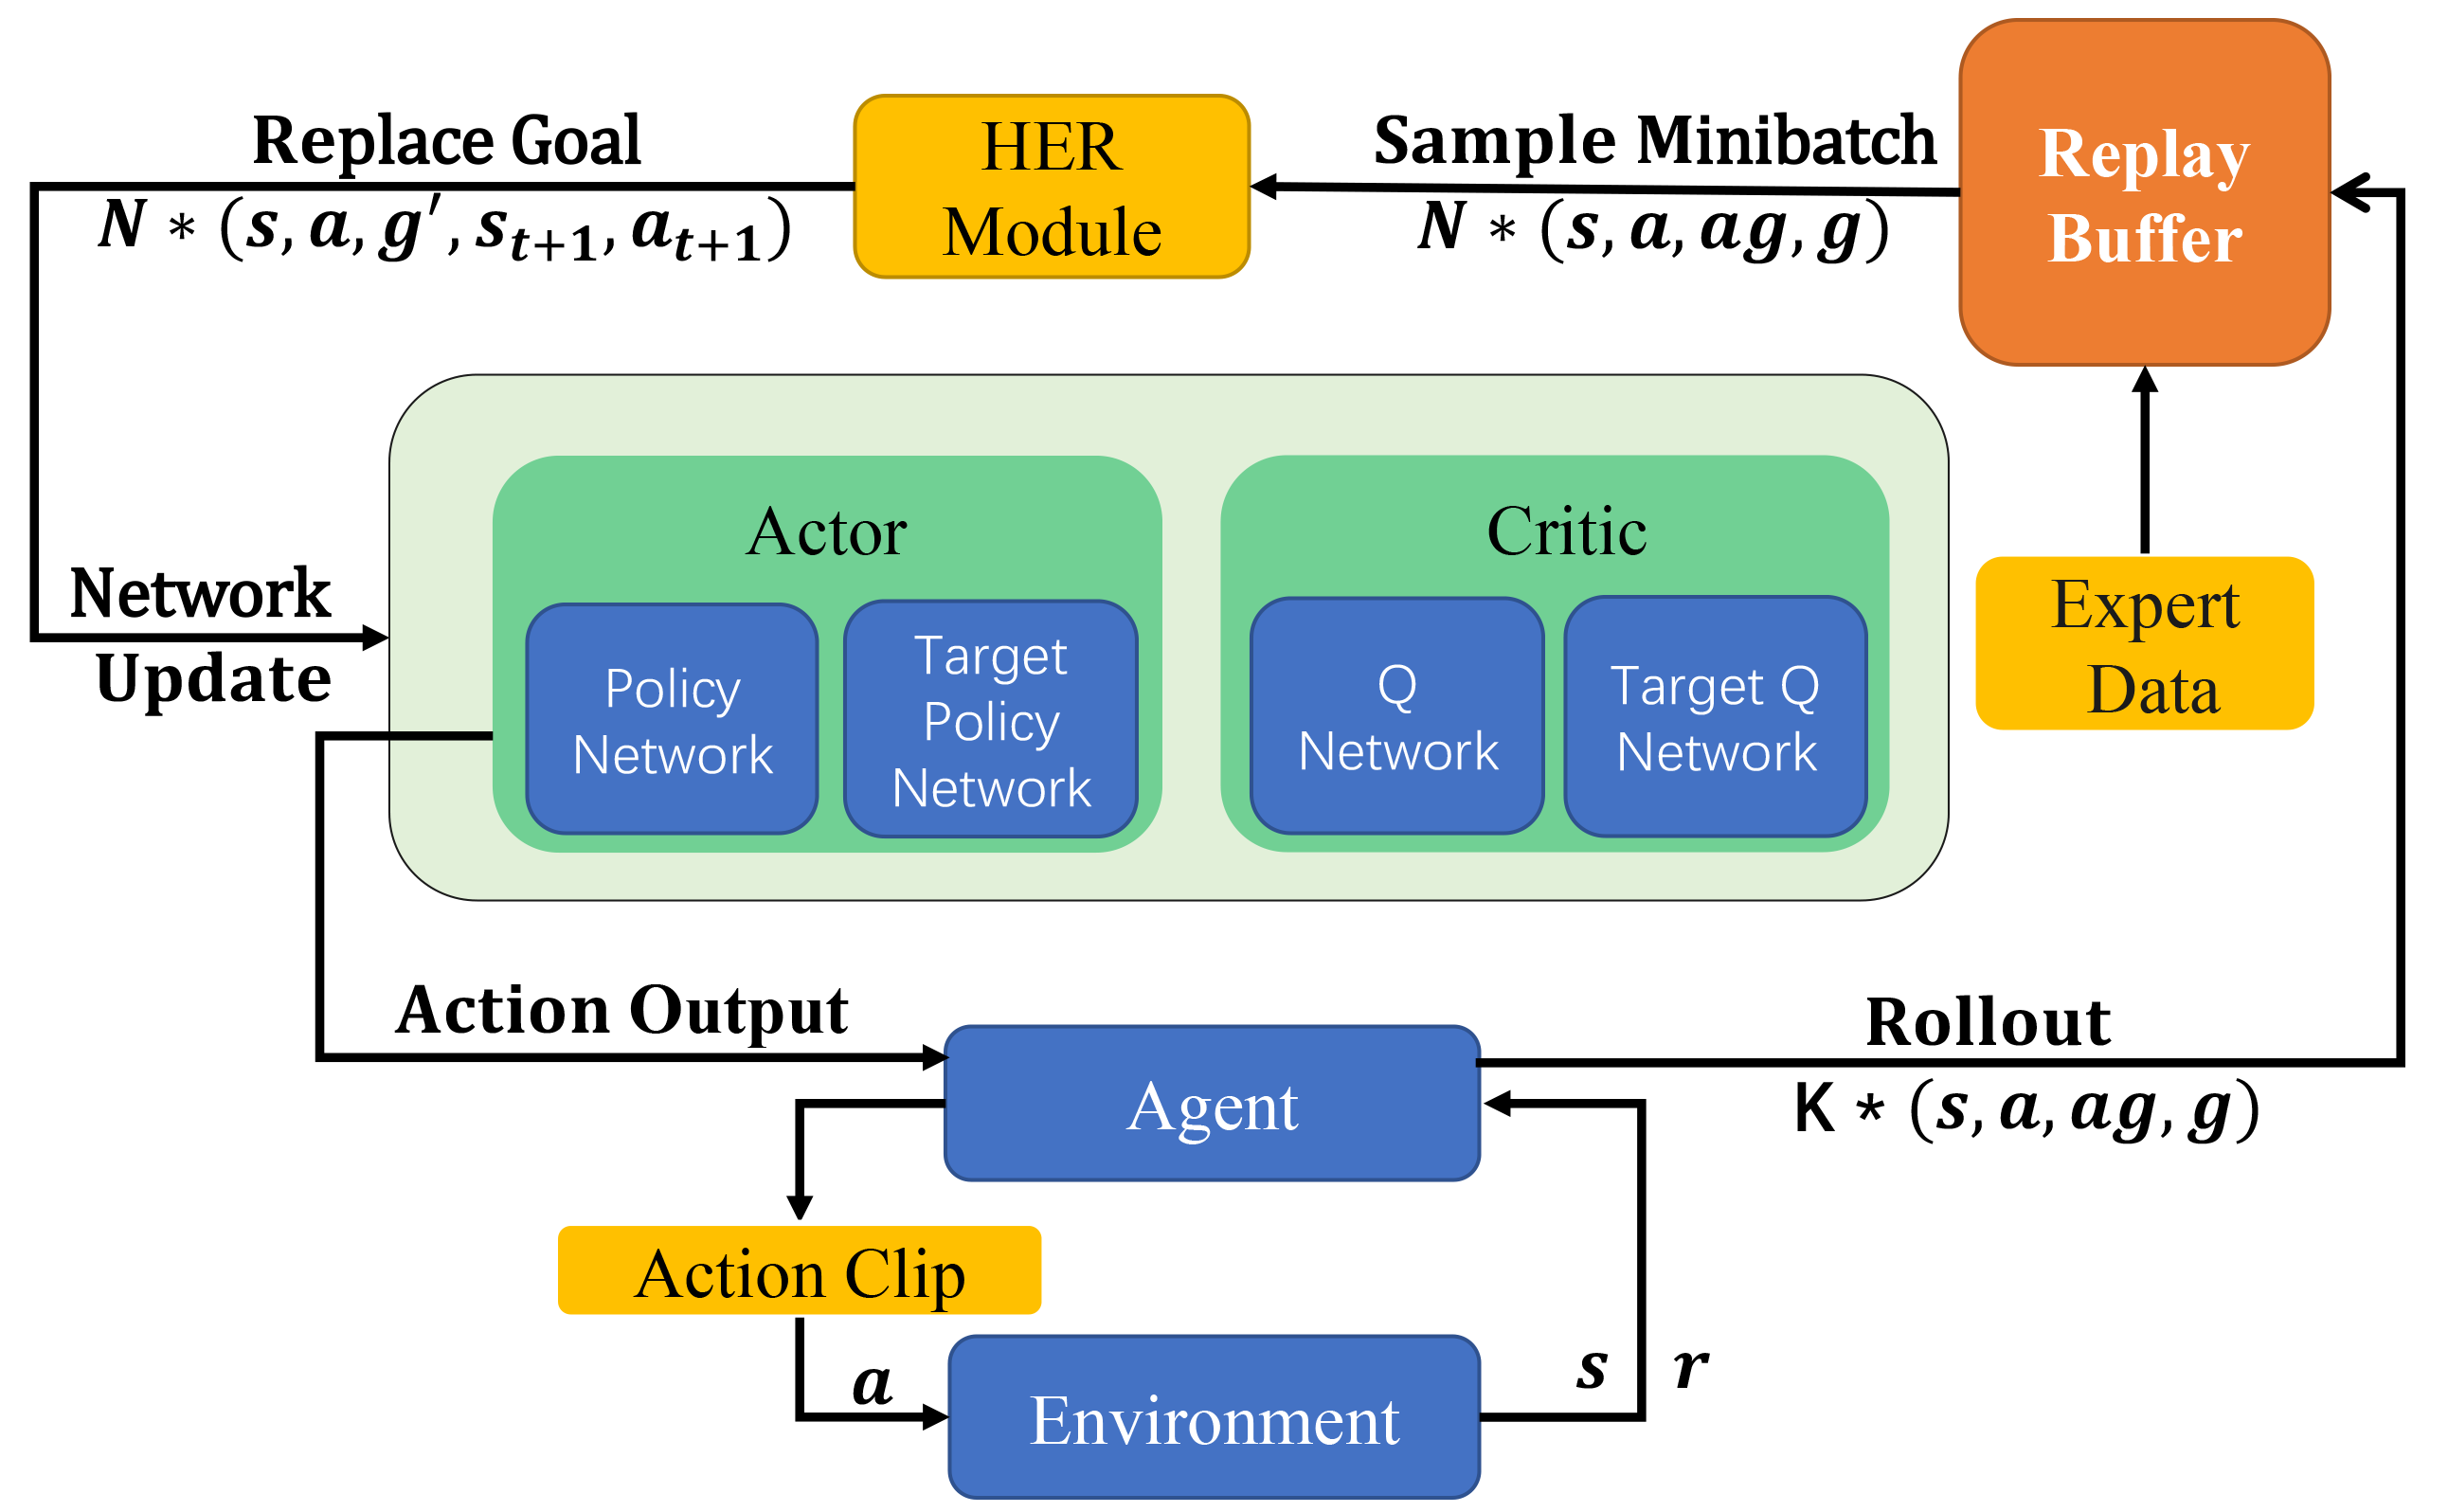 Replace Goal
N * (s, a, g′, s_{t+1}, a_{t+1})
HER
Module
Sample Minibatch
N * (s, a, ag, g)
Replay
Buffer
Actor
Critic
Network
Update
Policy
Network
Target
Policy
Network
Q
Network
Target Q
Network
Expert
Data
Action Output
Agent
Rollout
K * (s, a, ag, g)
Action Clip
a
Environment
s r